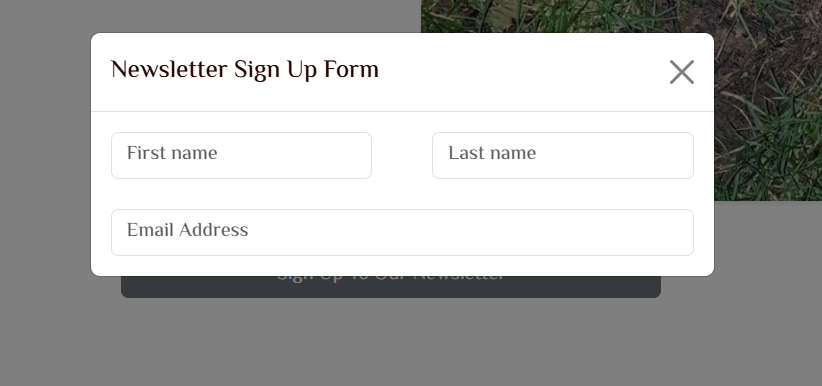 Newsletter Sign Up Form
First name
Last name
Email Address
Sign Up To Our Newsletter